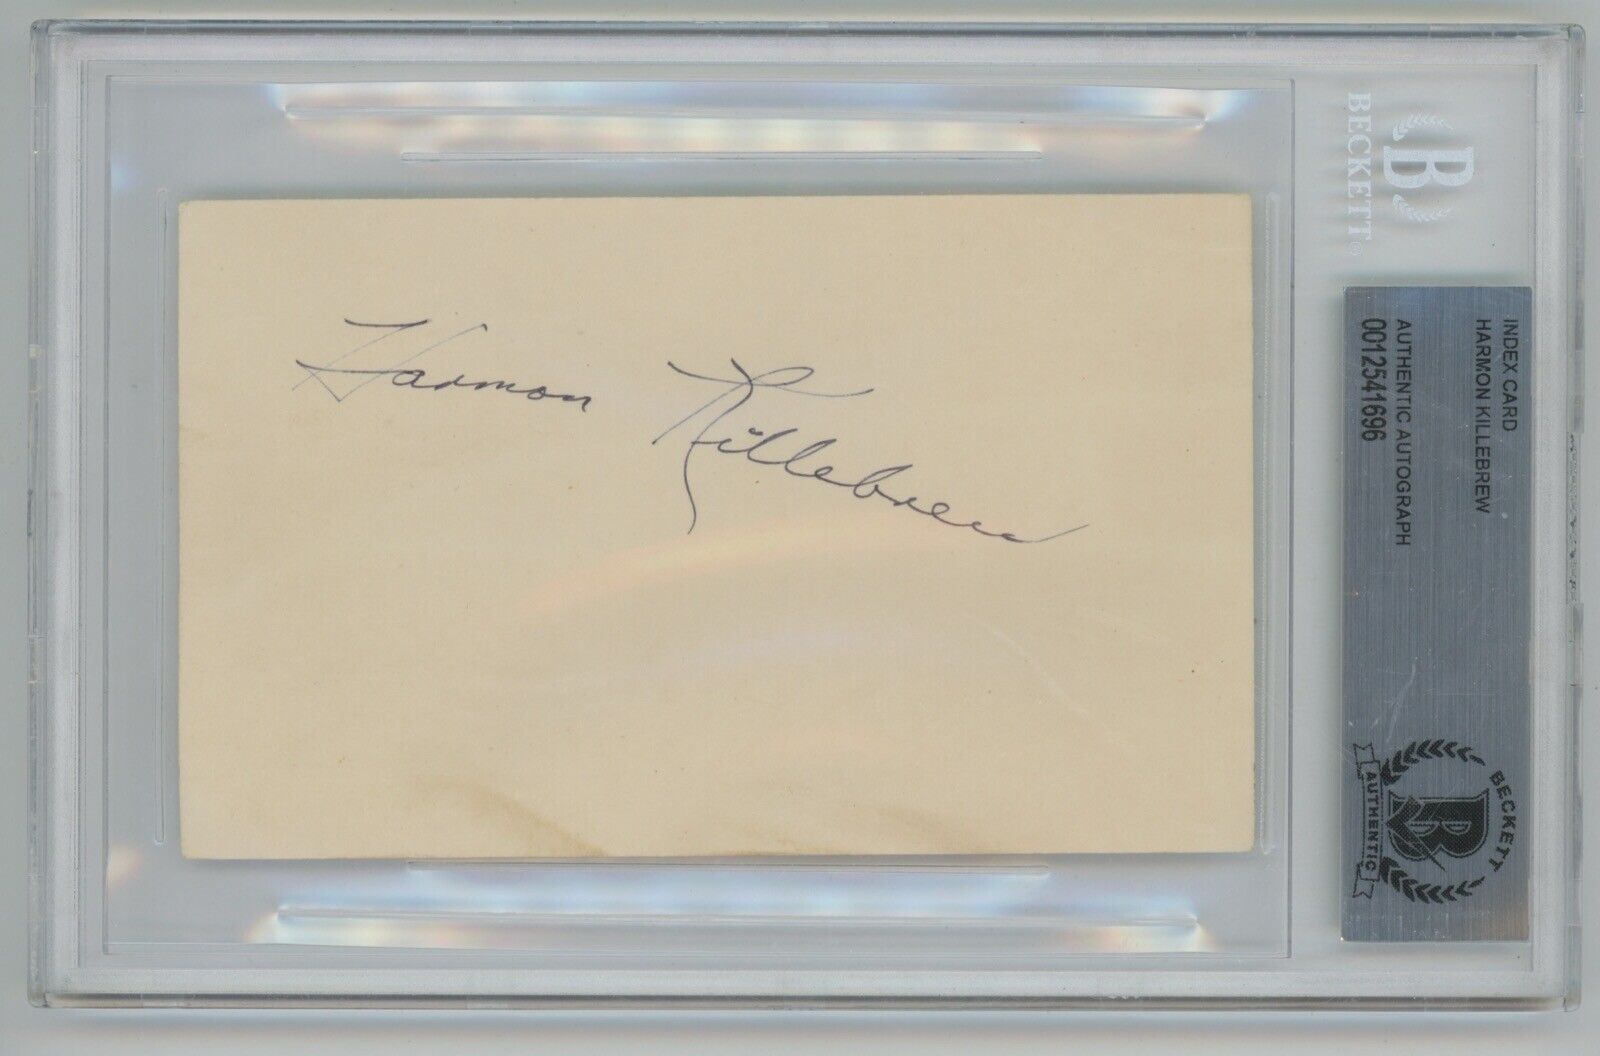 Harmon Killebrew
BECKETT
INDEX CARD
HARMON KILLEBREW
AUTHENTIC AUTOGRAPH
0012541696
B
BECKETT
B
AUTHENTIC